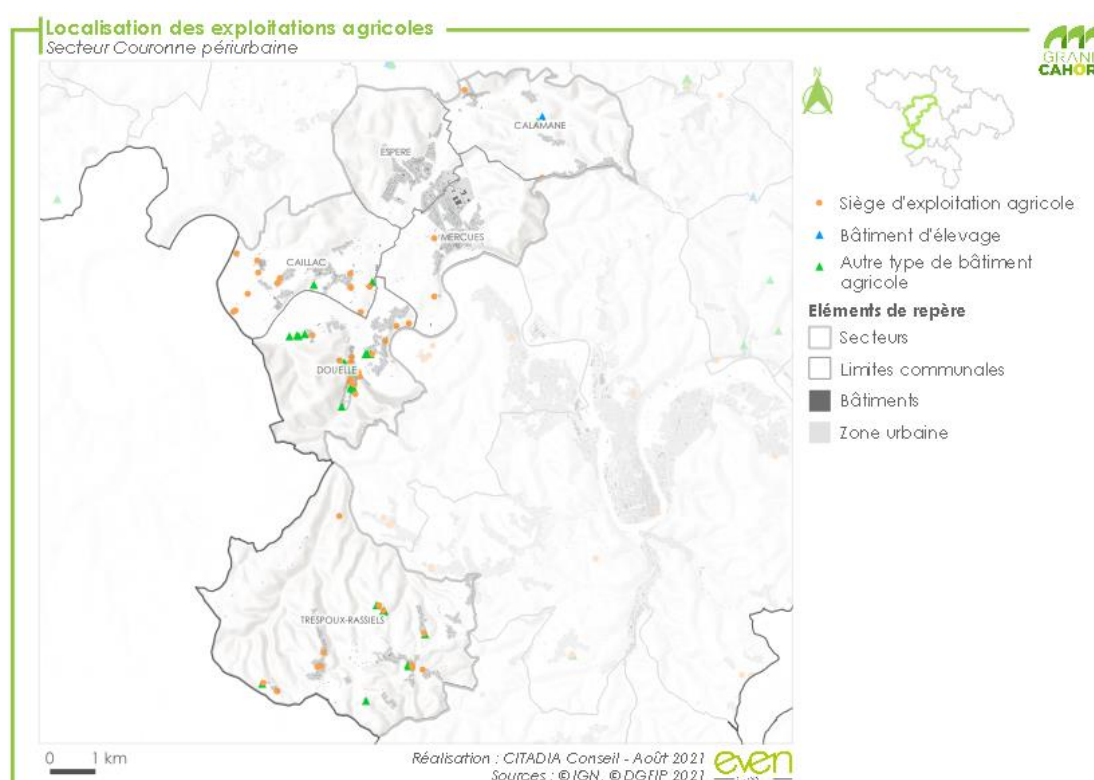 Localisation des exploitations agricoles
Secteur Couronne périurbaine
GRAND
CAHORS
N
CALAMANE
ESPERE
MERCUES
CAILLAC
DOUELLE
TRESPOUX-RASSIELS
Siège d'exploitation agricole
Bâtiment d'élevage
Autre type de bâtiment
agricole
Eléments de repère
Secteurs
Limites communales
Bâtiments
Zone urbaine
0 1 km
Réalisation : CITADIA Conseil - Août 2021
Sources : ©IGN, ©DGFIP 2021
even